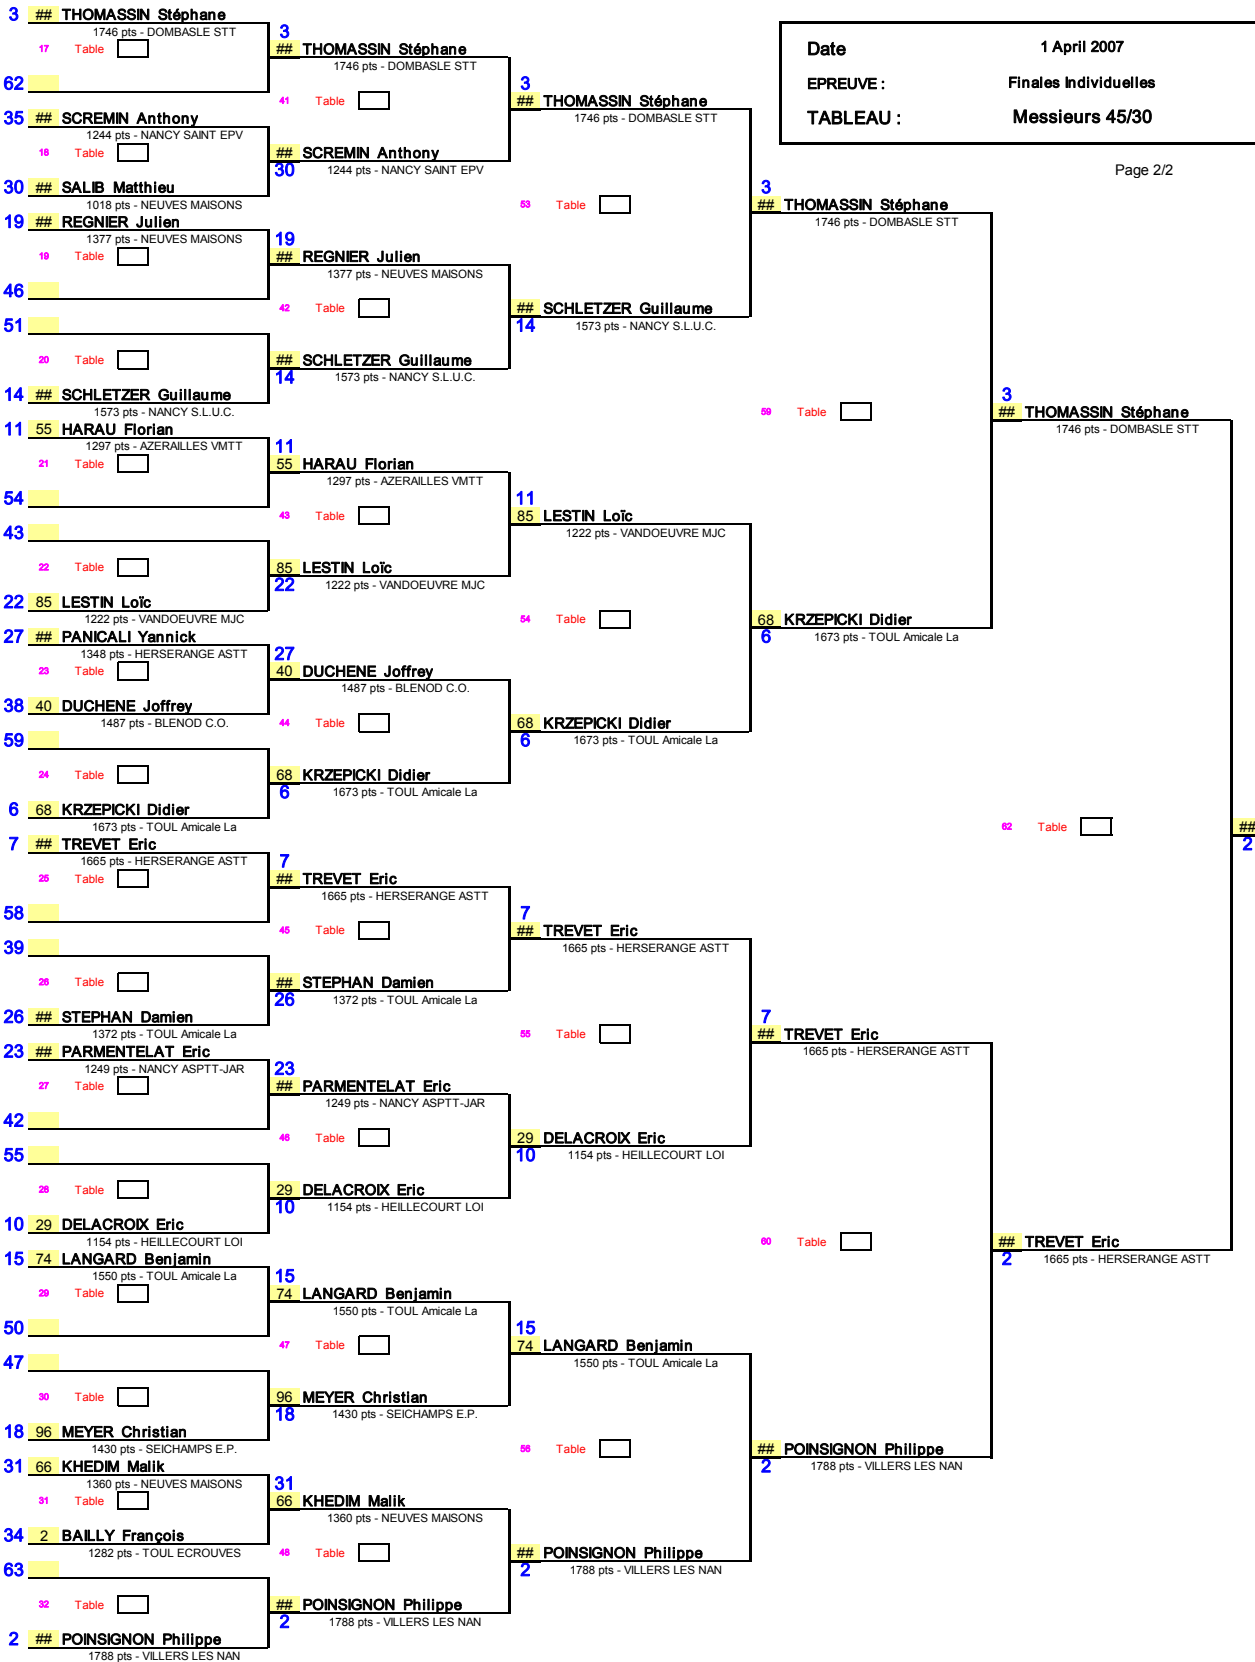 Date 1 April 2007
EPREUVE : Finales Individuelles
TABLEAU : Messieurs 45/30
Page 2/2
3 ## THOMASSIN Stéphane
1746 pts - DOMBASLE STT
17 Table
62
35 ## SCREMIN Anthony
1244 pts - NANCY SAINT EPV
18 Table
30 ## SALIB Matthieu
1018 pts - NEUVES MAISONS
19 ## REGNIER Julien
1377 pts - NEUVES MAISONS
19 Table
46
51
20 Table
14 ## SCHLETZER Guillaume
1573 pts - NANCY S.L.U.C.
11 55 HARAU Florian
1297 pts - AZERAILLES VMTT
21 Table
54
43
22 Table
22 85 LESTIN Loïc
1222 pts - VANDOEUVRE MJC
27 ## PANICALI Yannick
1348 pts - HERSERANGE ASTT
23 Table
38 40 DUCHENE Joffrey
1487 pts - BLENOD C.O.
59
24 Table
6 68 KRZEPICKI Didier
1673 pts - TOUL Amicale La
7 ## TREVET Eric
1665 pts - HERSERANGE ASTT
25 Table
58
39
26 Table
26 ## STEPHAN Damien
1372 pts - TOUL Amicale La
23 ## PARMENTELAT Eric
1249 pts - NANCY ASPTT-JAR
27 Table
42
55
28 Table
10 29 DELACROIX Eric
1154 pts - HEILLECOURT LOI
15 74 LANGARD Benjamin
1550 pts - TOUL Amicale La
29 Table
50
47
30 Table
18 96 MEYER Christian
1430 pts - SEICHAMPS E.P.
31 66 KHEDIM Malik
1360 pts - NEUVES MAISONS
31 Table
34 2 BAILLY François
1282 pts - TOUL ECROUVES
63
32 Table
2 ## POINSIGNON Philippe
1788 pts - VILLERS LES NAN
3
## THOMASSIN Stéphane
1746 pts - DOMBASLE STT
41 Table
## SCREMIN Anthony
30 1244 pts - NANCY SAINT EPV
19
## REGNIER Julien
1377 pts - NEUVES MAISONS
42 Table
## SCHLETZER Guillaume
14 1573 pts - NANCY S.L.U.C.
11
55 HARAU Florian
1297 pts - AZERAILLES VMTT
43 Table
85 LESTIN Loïc
22 1222 pts - VANDOEUVRE MJC
27
40 DUCHENE Joffrey
1487 pts - BLENOD C.O.
44 Table
68 KRZEPICKI Didier
6 1673 pts - TOUL Amicale La
7
## TREVET Eric
1665 pts - HERSERANGE ASTT
45 Table
## STEPHAN Damien
26 1372 pts - TOUL Amicale La
23
## PARMENTELAT Eric
1249 pts - NANCY ASPTT-JAR
46 Table
29 DELACROIX Eric
10 1154 pts - HEILLECOURT LOI
15
74 LANGARD Benjamin
1550 pts - TOUL Amicale La
47 Table
96 MEYER Christian
18 1430 pts - SEICHAMPS E.P.
31
66 KHEDIM Malik
1360 pts - NEUVES MAISONS
48 Table
## POINSIGNON Philippe
2 1788 pts - VILLERS LES NAN
3
## THOMASSIN Stéphane
1746 pts - DOMBASLE STT
53 Table
## SCHLETZER Guillaume
14 1573 pts - NANCY S.L.U.C.
11
85 LESTIN Loïc
1222 pts - VANDOEUVRE MJC
54 Table
68 KRZEPICKI Didier
6 1673 pts - TOUL Amicale La
7
## TREVET Eric
1665 pts - HERSERANGE ASTT
55 Table
29 DELACROIX Eric
10 1154 pts - HEILLECOURT LOI
15
74 LANGARD Benjamin
1550 pts - TOUL Amicale La
56 Table
## POINSIGNON Philippe
2 1788 pts - VILLERS LES NAN
3
## THOMASSIN Stéphane
1746 pts - DOMBASLE STT
59 Table
68 KRZEPICKI Didier
6 1673 pts - TOUL Amicale La
7
## TREVET Eric
1665 pts - HERSERANGE ASTT
60 Table
## POINSIGNON Philippe
2 1788 pts - VILLERS LES NAN
3
## THOMASSIN Stéphane
1746 pts - DOMBASLE STT
62 Table
## TREVET Eric
2 1665 pts - HERSERANGE ASTT
##
2